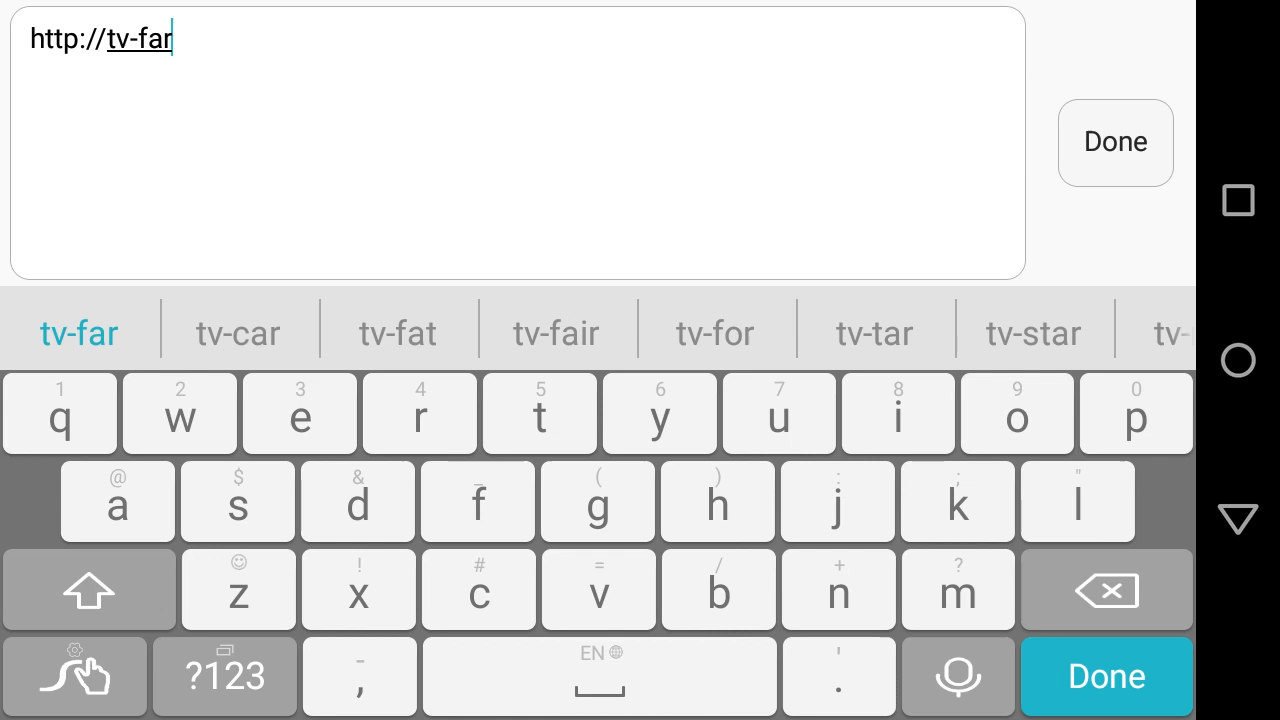 http://tv-far
Done
tv-far tv-car tv-fat tv-fair tv-for tv-tar tv-star tv-
1 2 3 4 5 6 7 8 9 0
q w e r t y u i o p
@ $ & _ ( ) : ; "
a s d f g h j k l
! # = / + ?
z x c v b n m
- EN '
?123 , . Done